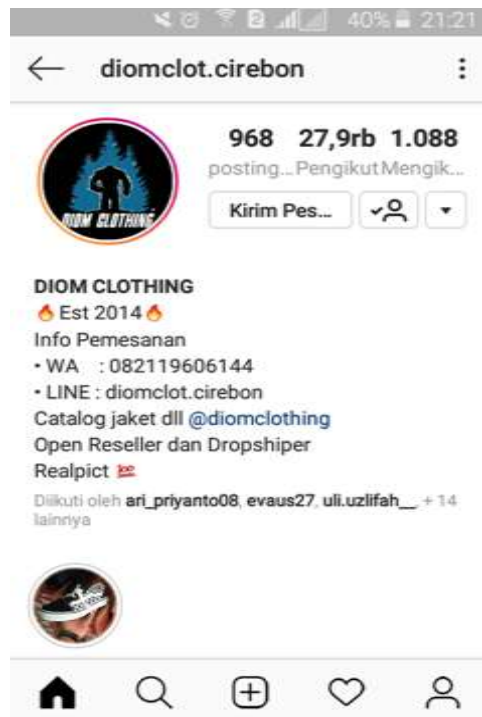 40% 21:21
diomclot.cirebon
968 27,9rb 1.088
posting... Pengikut Mengik...
Kirim Pes...
DIOM CLOTHING
DIOM CLOTHING
🔥 Est 2014 🔥
Info Pemesanan
• WA : 082119606144
• LINE : diomclot.cirebon
Catalog jaket dll @diomclothing
Open Reseller dan Dropshiper
Realpict 💯
Diikuti oleh ari_priyanto08, evaus27, uli.uzlifah__, + 14
lainnya